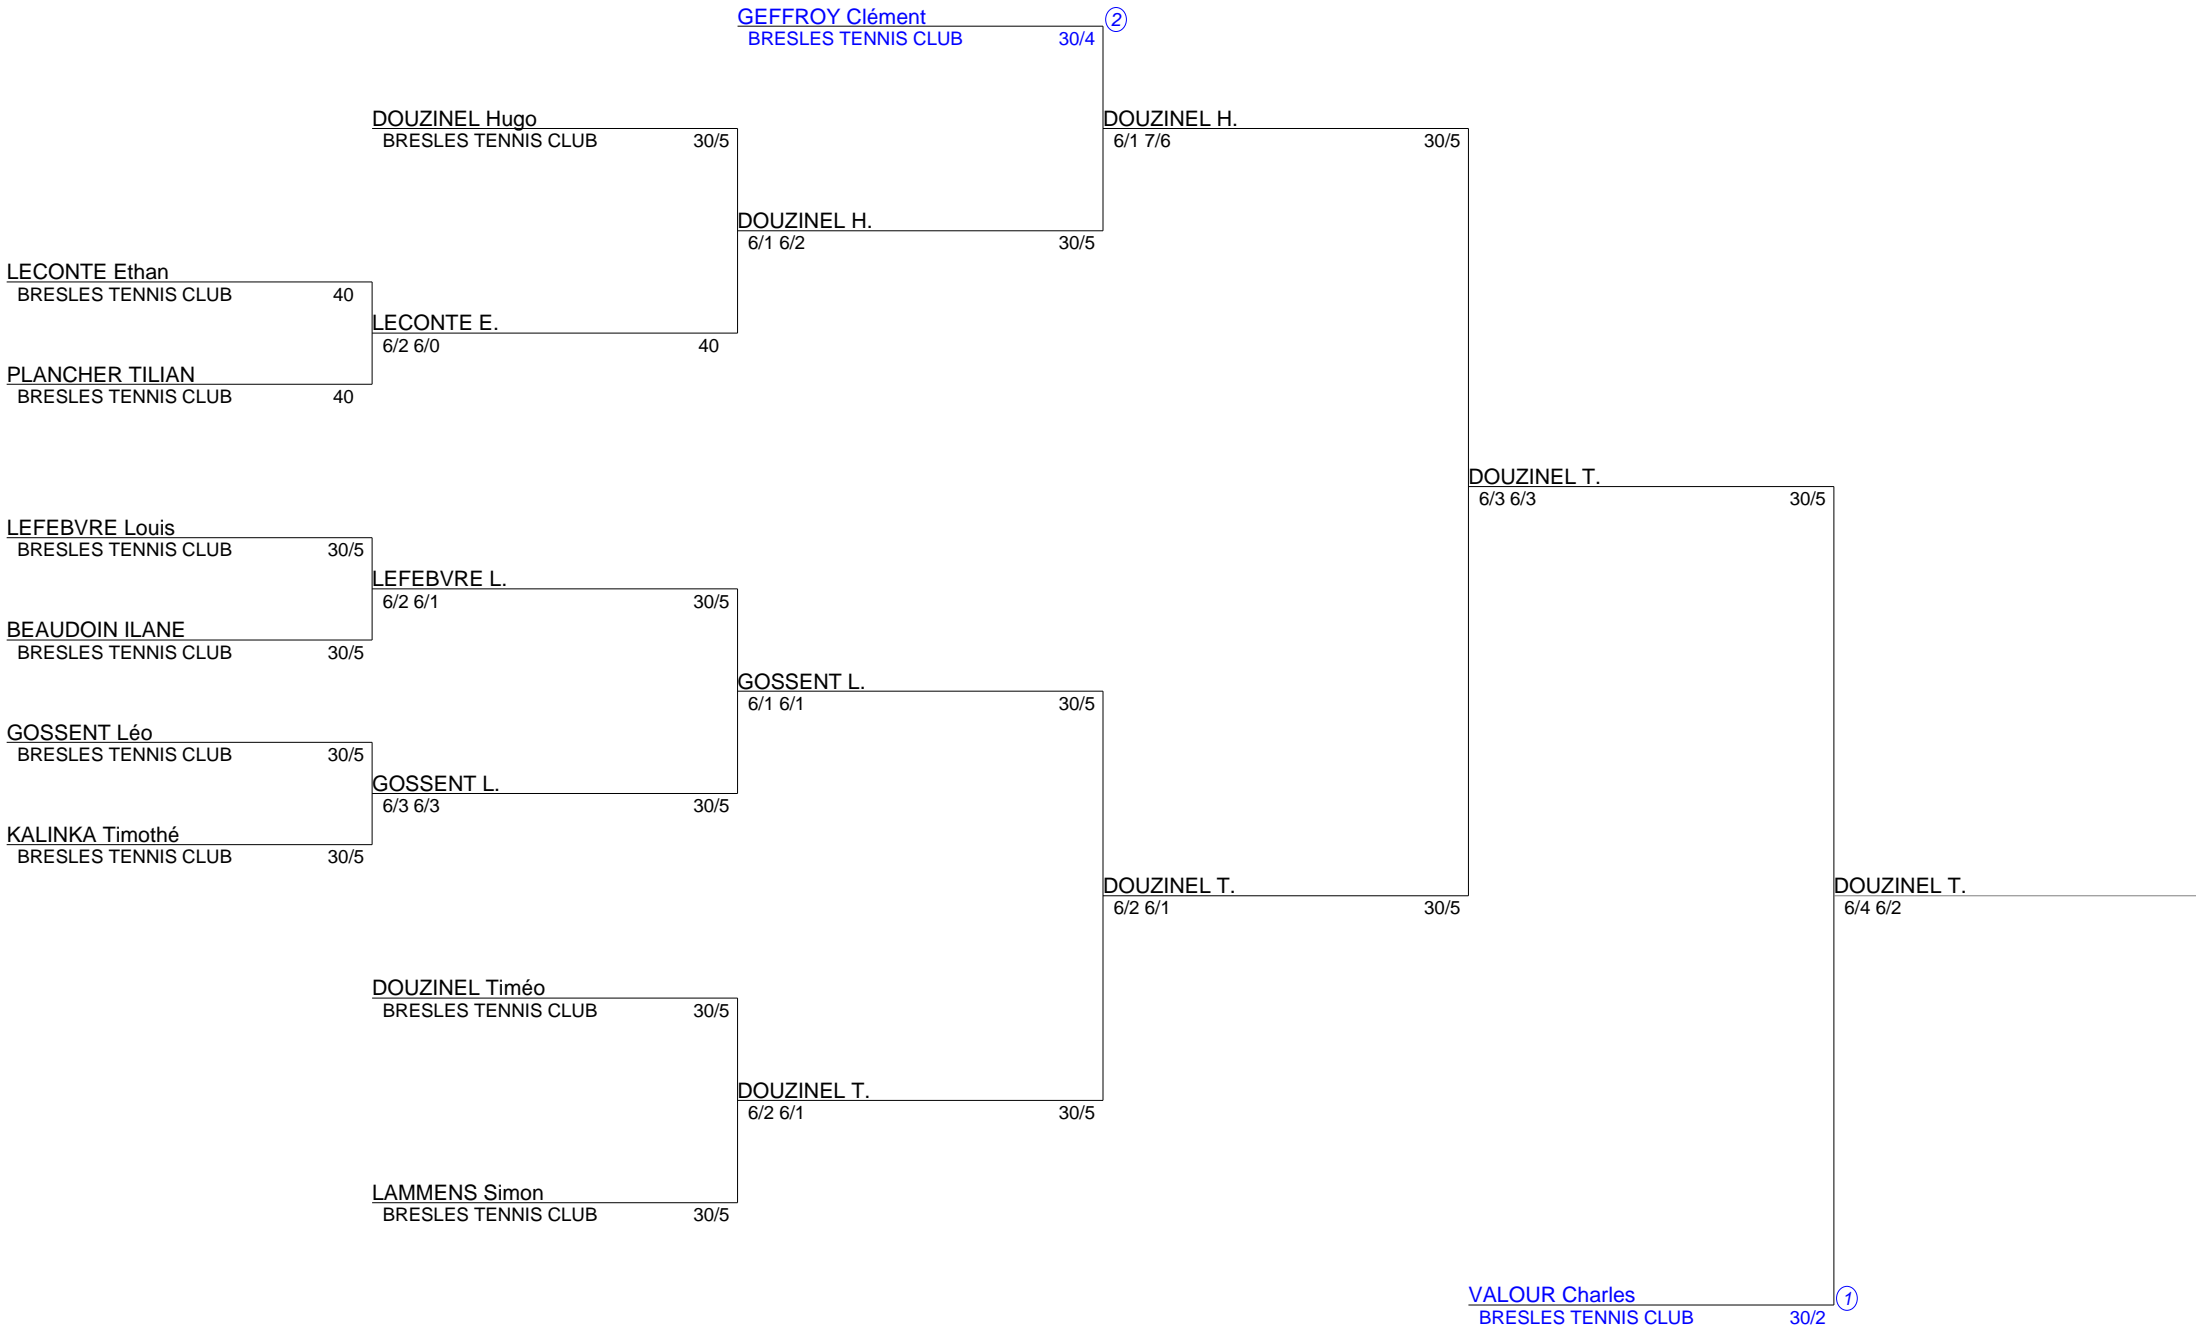 GEFFROY Clément 2
BRESLES TENNIS CLUB 30/4
DOUZINEL Hugo
BRESLES TENNIS CLUB 30/5
DOUZINEL H.
6/1 7/6 30/5
DOUZINEL H.
6/1 6/2 30/5
LECONTE Ethan
BRESLES TENNIS CLUB 40
LECONTE E.
6/2 6/0 40
PLANCHER TILIAN
BRESLES TENNIS CLUB 40
DOUZINEL T.
6/3 6/3 30/5
LEFEBVRE Louis
BRESLES TENNIS CLUB 30/5
LEFEBVRE L.
6/2 6/1 30/5
BEAUDOIN ILANE
BRESLES TENNIS CLUB 30/5
GOSSENT L.
6/1 6/1 30/5
GOSSENT Léo
BRESLES TENNIS CLUB 30/5
GOSSENT L.
6/3 6/3 30/5
KALINKA Timothé
BRESLES TENNIS CLUB 30/5
DOUZINEL T.
6/2 6/1 30/5
DOUZINEL T.
6/4 6/2
DOUZINEL Timéo
BRESLES TENNIS CLUB 30/5
DOUZINEL T.
6/2 6/1 30/5
LAMMENS Simon
BRESLES TENNIS CLUB 30/5
VALOUR Charles 1
BRESLES TENNIS CLUB 30/2